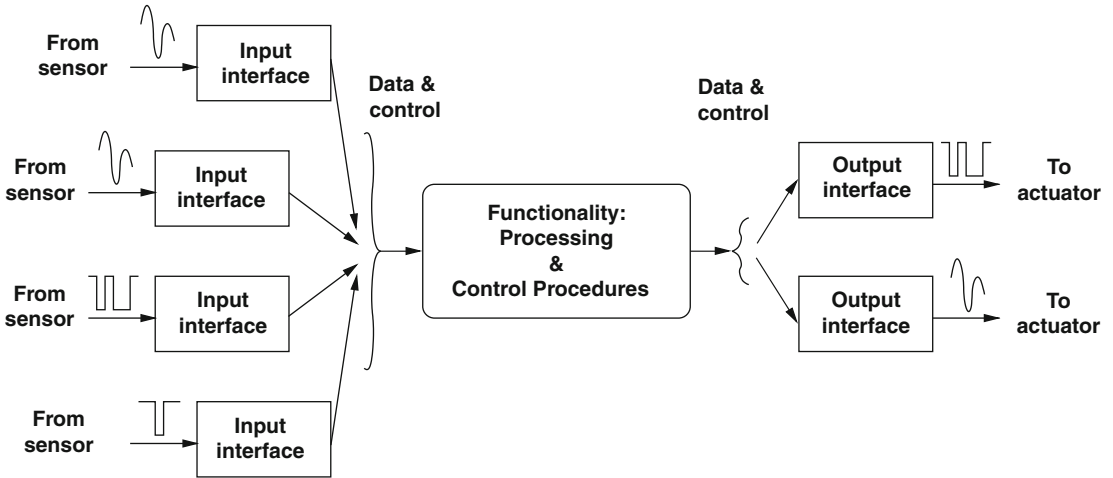 From
sensor
Input
interface
Data &
control
From
sensor
Input
interface
From
sensor
Input
interface
From
sensor
Input
interface
Functionality:
Processing
&
Control Procedures
Data &
control
Output
interface
To
actuator
Output
interface
To
actuator